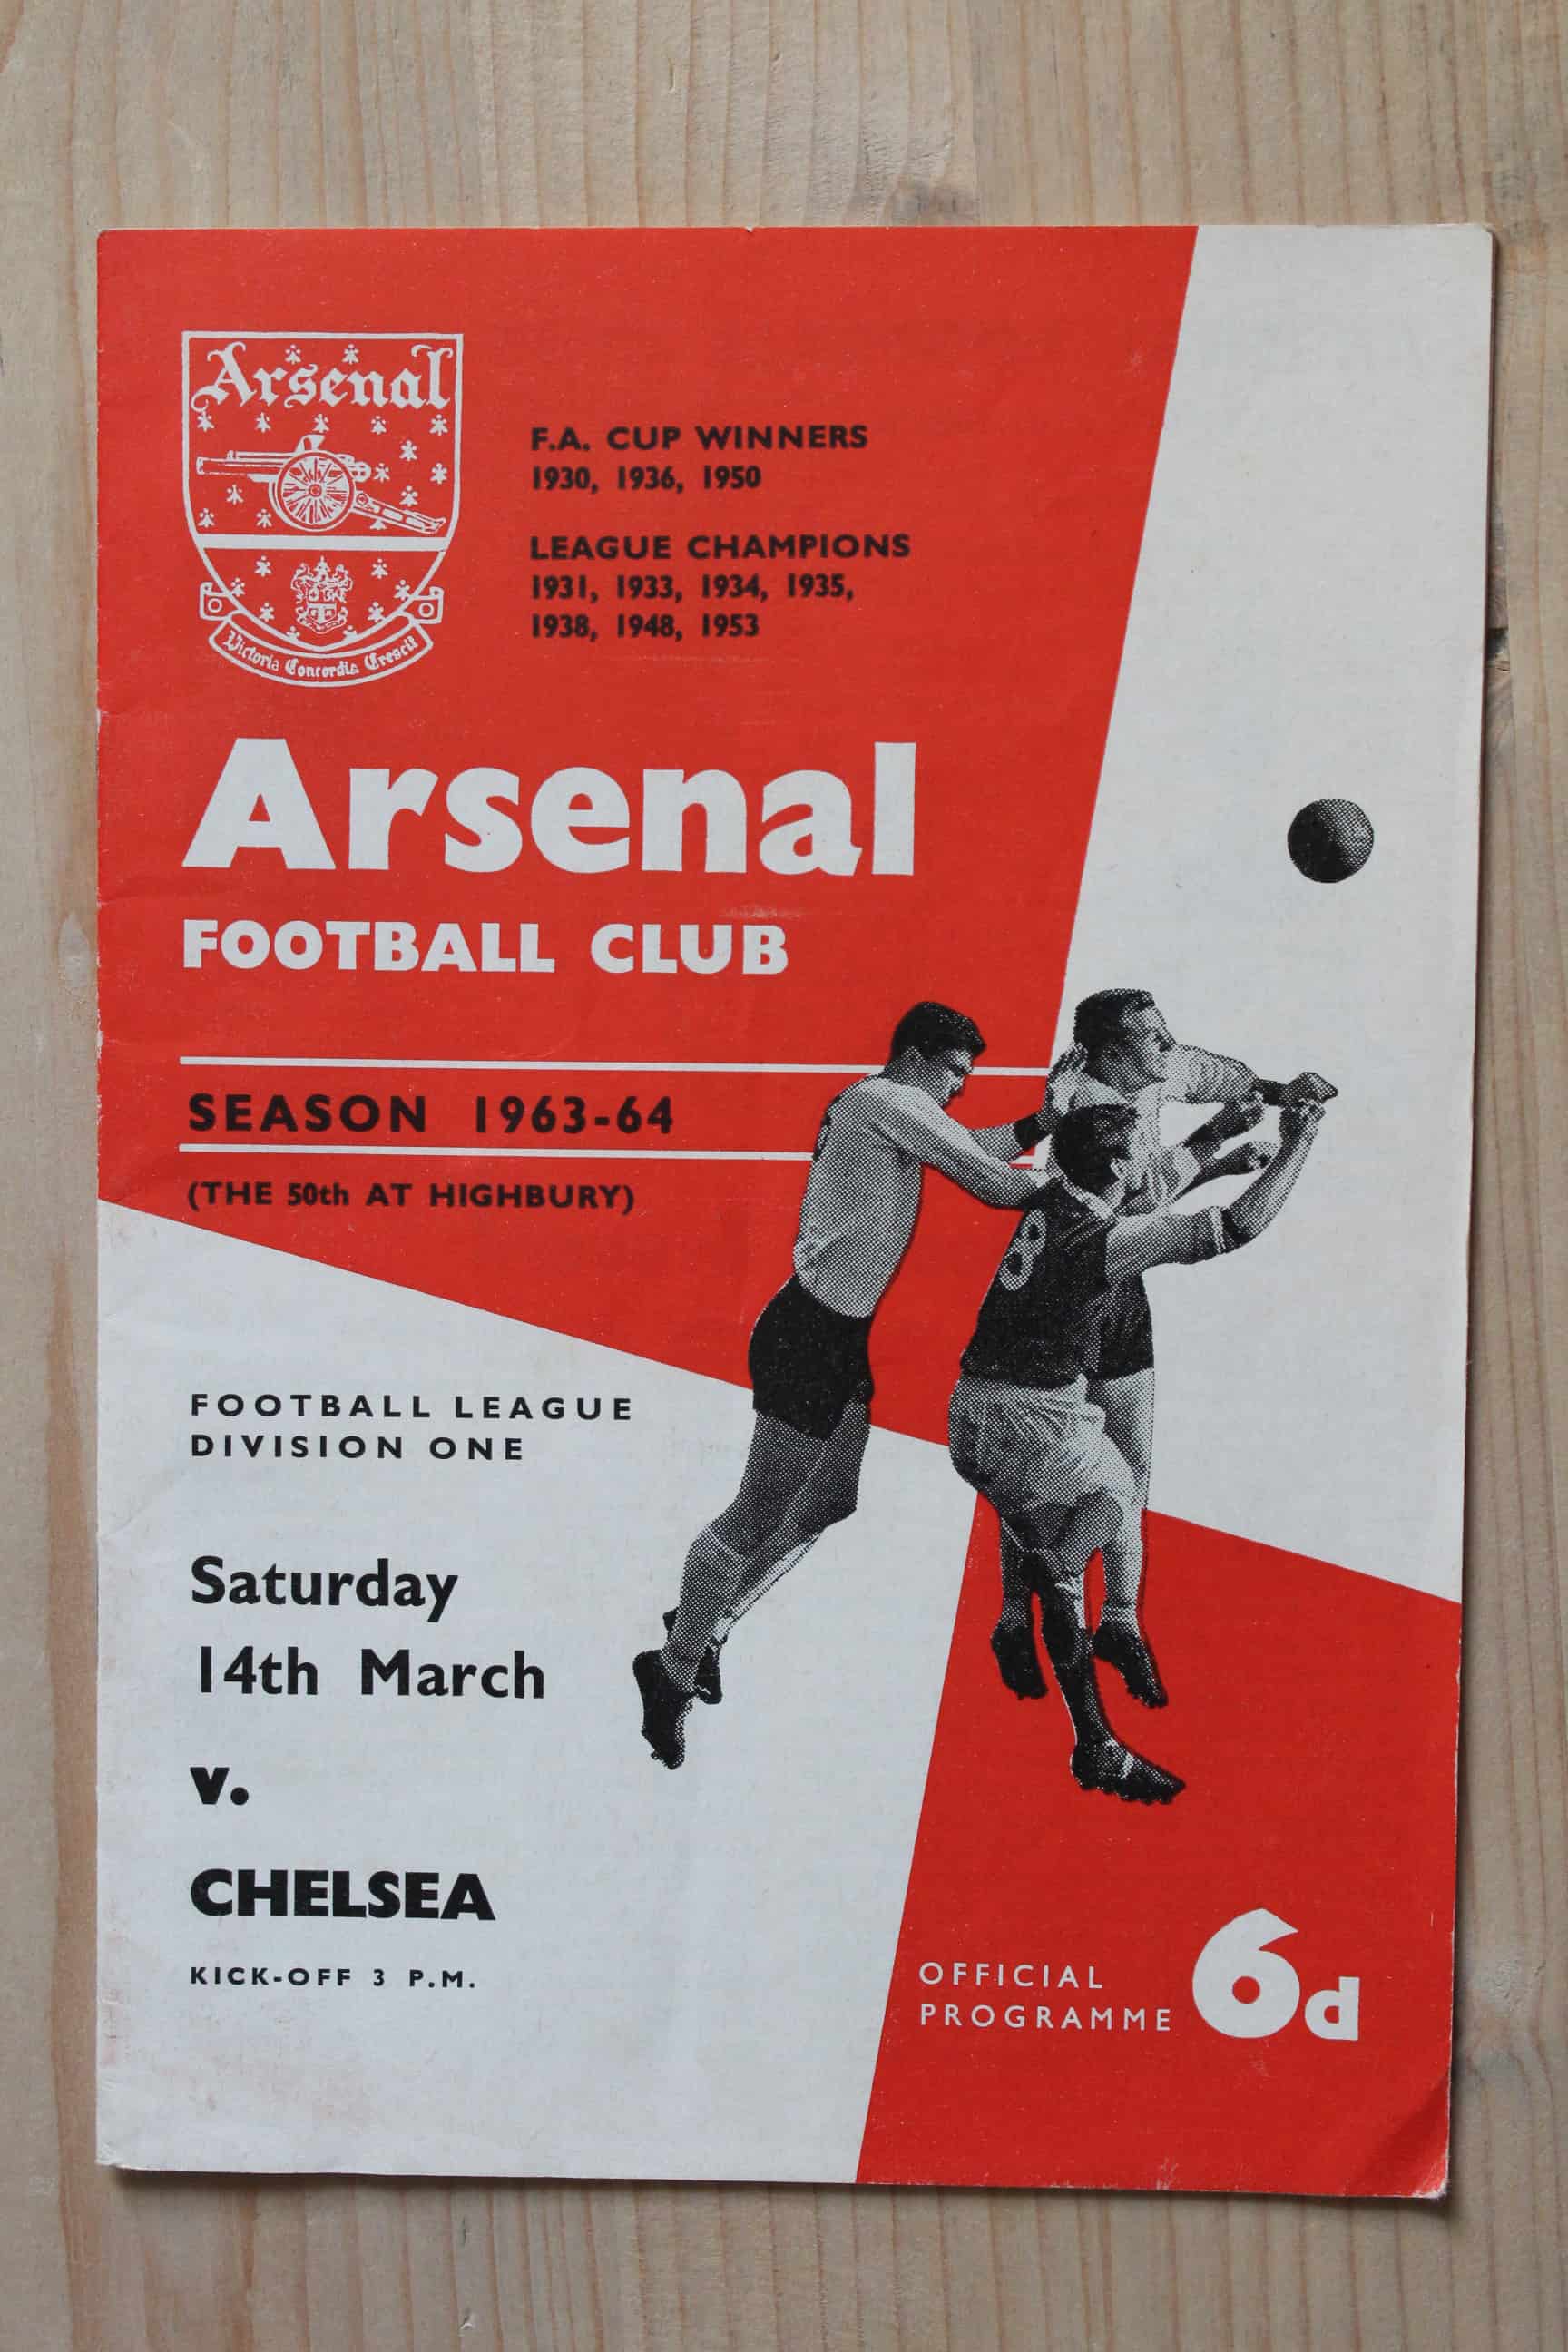 Arsenal
Victoria Concordia Crescit
F.A. CUP WINNERS
1930, 1936, 1950
LEAGUE CHAMPIONS
1931, 1933, 1934, 1935,
1938, 1948, 1953
Arsenal
FOOTBALL CLUB
SEASON 1963-64
(THE 50th AT HIGHBURY)
8
FOOTBALL LEAGUE
DIVISION ONE
Saturday
14th March
v.
CHELSEA
KICK-OFF 3 P.M.
OFFICIAL
PROGRAMME
6d